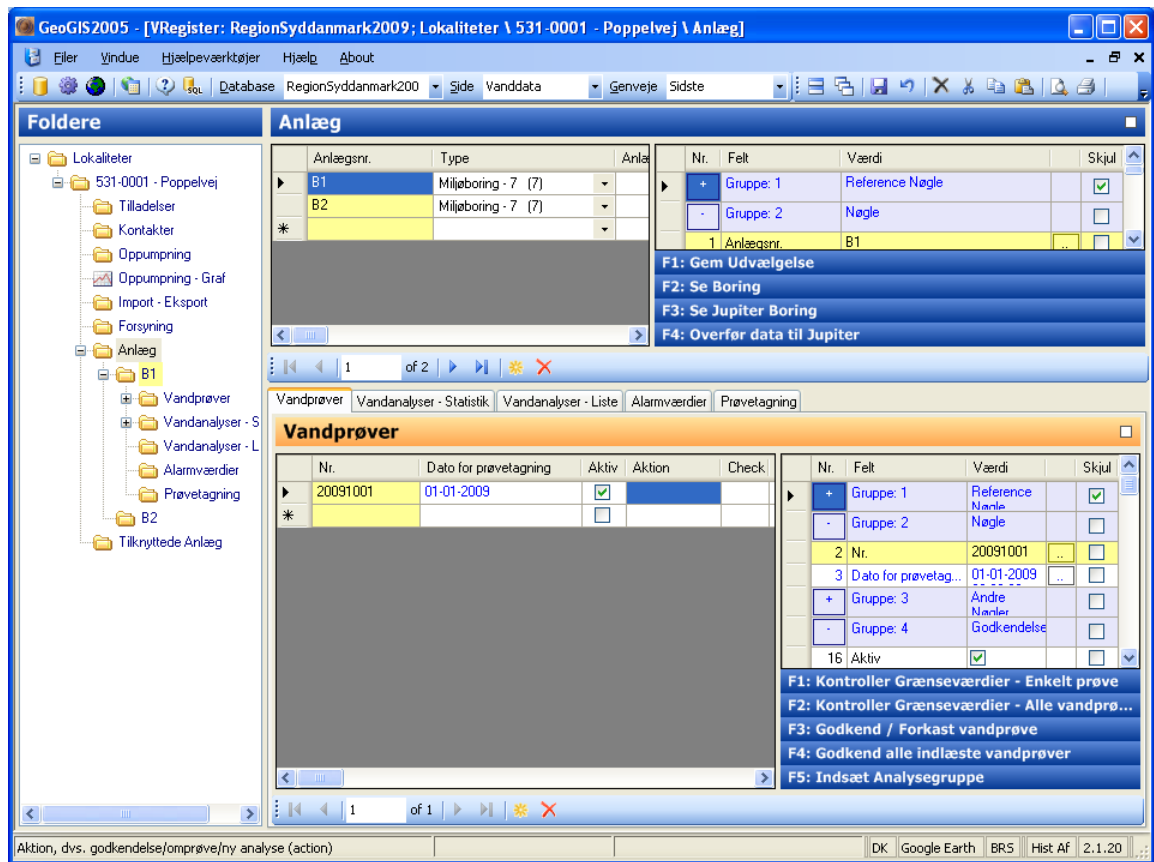 GeoGIS2005 - [VRegister: RegionSyddanmark2009; Lokaliteter \ 531-0001 - Poppelvej \ Anlæg]
Filer Vindue Hjælpeværktøjer Hjælp About
Database RegionSyddanmark200 Side Vanddata Genveje Sidste
Foldere
Lokaliteter
531-0001 - Poppelvej
Tilladelser
Kontakter
Oppumpning
Oppumpning - Graf
Import - Eksport
Forsyning
Anlæg
B1
Vandprøver
Vandanalyser - S
Vandanalyser - L
Alarmværdier
Prøvetagning
B2
Tilknyttede Anlæg
Anlæg
Anlægsnr. Type Anlæ
B1 Miljøboring - 7 (7)
B2 Miljøboring - 7 (7)
Nr. Felt Værdi Skjul
+ Gruppe: 1 Reference Nøgle
- Gruppe: 2 Nøgle
1 Anlægsnr. B1 ..
F1: Gem Udvælgelse
F2: Se Boring
F3: Se Jupiter Boring
F4: Overfør data til Jupiter
1 of 2
Vandprøver Vandanalyser - Statistik Vandanalyser - Liste Alarmværdier Prøvetagning
Vandprøver
Nr. Dato for prøvetagning Aktiv Aktion Check
20091001 01-01-2009
Nr. Felt Værdi Skjul
+ Gruppe: 1 Reference Nøgle
- Gruppe: 2 Nøgle
2 Nr. 20091001 ..
3 Dato for prøvetag... 01-01-2009 ..
+ Gruppe: 3 Andre Nøgler
- Gruppe: 4 Godkendelse
16 Aktiv
F1: Kontroller Grænseværdier - Enkelt prøve
F2: Kontroller Grænseværdier - Alle vandprø...
F3: Godkend / Forkast vandprøve
F4: Godkend alle indlæste vandprøver
F5: Indsæt Analysegruppe
1 of 1
Aktion, dvs. godkendelse/omprøve/ny analyse (action) DK Google Earth BRS Hist Af 2.1.20